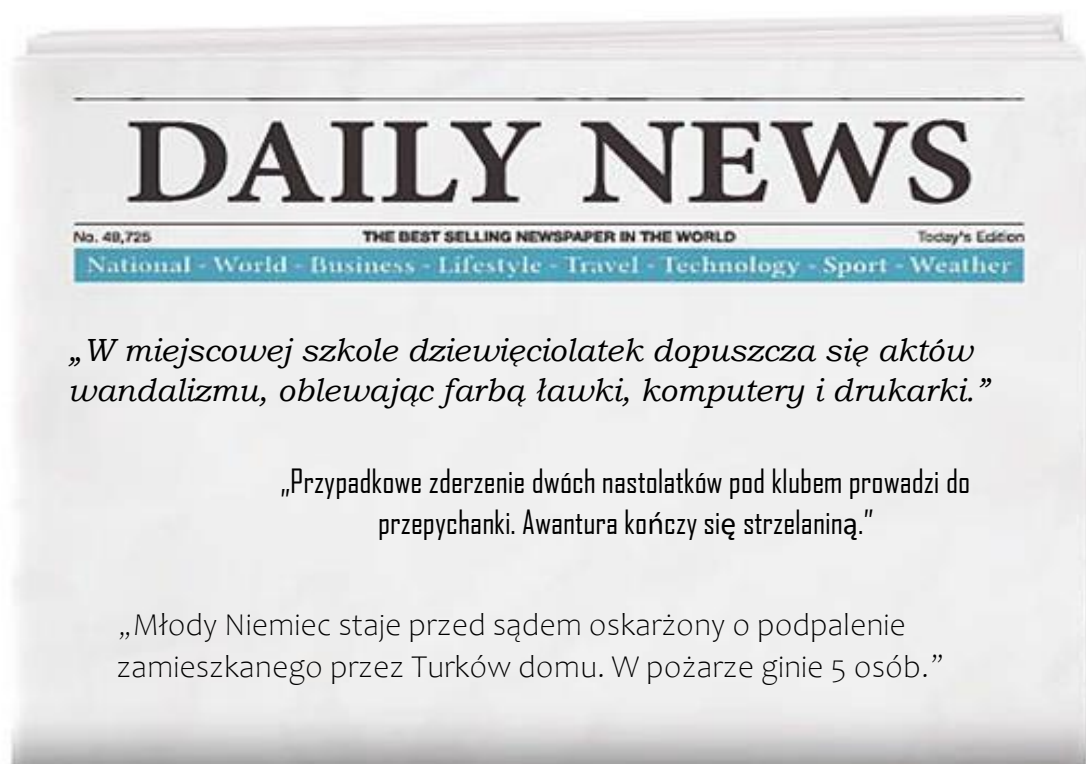 DAILY NEWS
No. 49,725
THE BEST SELLING NEWSPAPER IN THE WORLD
Today's Edition
National - World - Business - Lifestyle - Travel - Technology - Sport - Weather
„W miejscowej szkole dziewięciolatek dopuszcza się aktów
wandalizmu, oblewając farbą ławki, komputery i drukarki.”
„Przypadkowe zderzenie dwóch nastolatków pod klubem prowadzi do
przepychanki. Awantura kończy się strzelaniną.”
„Młody Niemiec staje przed sądem oskarżony o podpalenie
zamieszkanego przez Turków domu. W pożarze ginie 5 osób.”